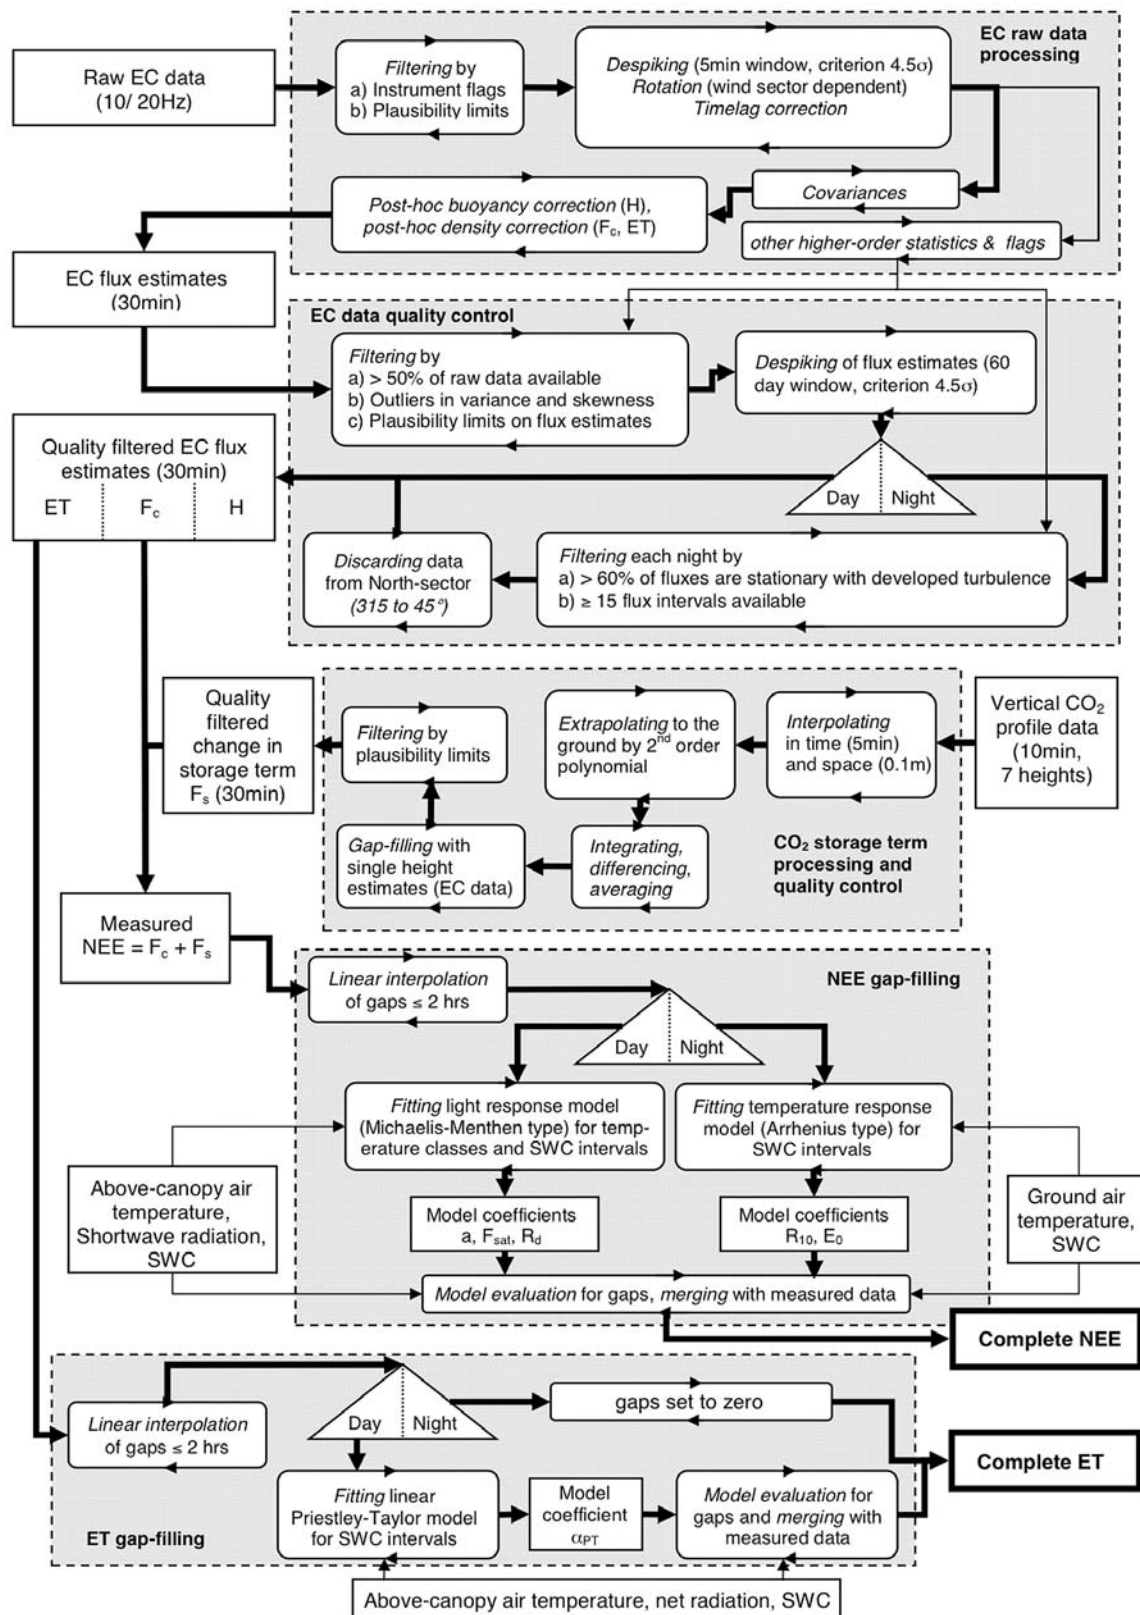 EC raw data
processing
Raw EC data
(10/ 20Hz)
Filtering by
a) Instrument flags
b) Plausibility limits
Despiking (5min window, criterion 4.5σ)
Rotation (wind sector dependent)
Timelag correction
Covariances
Post-hoc buoyancy correction (H),
post-hoc density correction (Fc, ET)
other higher-order statistics & flags
EC flux estimates
(30min)
EC data quality control
Filtering by
a) > 50% of raw data available
b) Outliers in variance and skewness
c) Plausibility limits on flux estimates
Despiking of flux estimates (60
day window, criterion 4.5σ)
Day
Night
Quality filtered EC flux
estimates (30min)
ET
Fc
H
Discarding data
from North-sector
(315 to 45°)
Filtering each night by
a) > 60% of fluxes are stationary with developed turbulence
b) ≥ 15 flux intervals available
Quality
filtered
change in
storage term
Fs (30min)
Filtering by
plausibility limits
Extrapolating to the
ground by 2nd order
polynomial
Interpolating
in time (5min)
and space (0.1m)
Vertical CO2
profile data
(10min,
7 heights)
Gap-filling with
single height
estimates (EC data)
Integrating,
differencing,
averaging
CO2 storage term
processing and
quality control
Measured
NEE = Fc + Fs
Linear interpolation
of gaps ≤ 2 hrs
NEE gap-filling
Day
Night
Fitting light response model
(Michaelis-Menthen type) for temp-
erature classes and SWC intervals
Fitting temperature response
model (Arrhenius type) for
SWC intervals
Above-canopy air
temperature,
Shortwave radiation,
SWC
Model coefficients
a, Fsat, Rd
Model coefficients
R10, E0
Ground air
temperature,
SWC
Model evaluation for gaps, merging with measured data
Complete NEE
Linear interpolation
of gaps ≤ 2 hrs
Day
Night
gaps set to zero
Complete ET
ET gap-filling
Fitting linear
Priestley-Taylor model
for SWC intervals
Model
coefficient
αPT
Model evaluation for
gaps and merging with
measured data
Above-canopy air temperature, net radiation, SWC